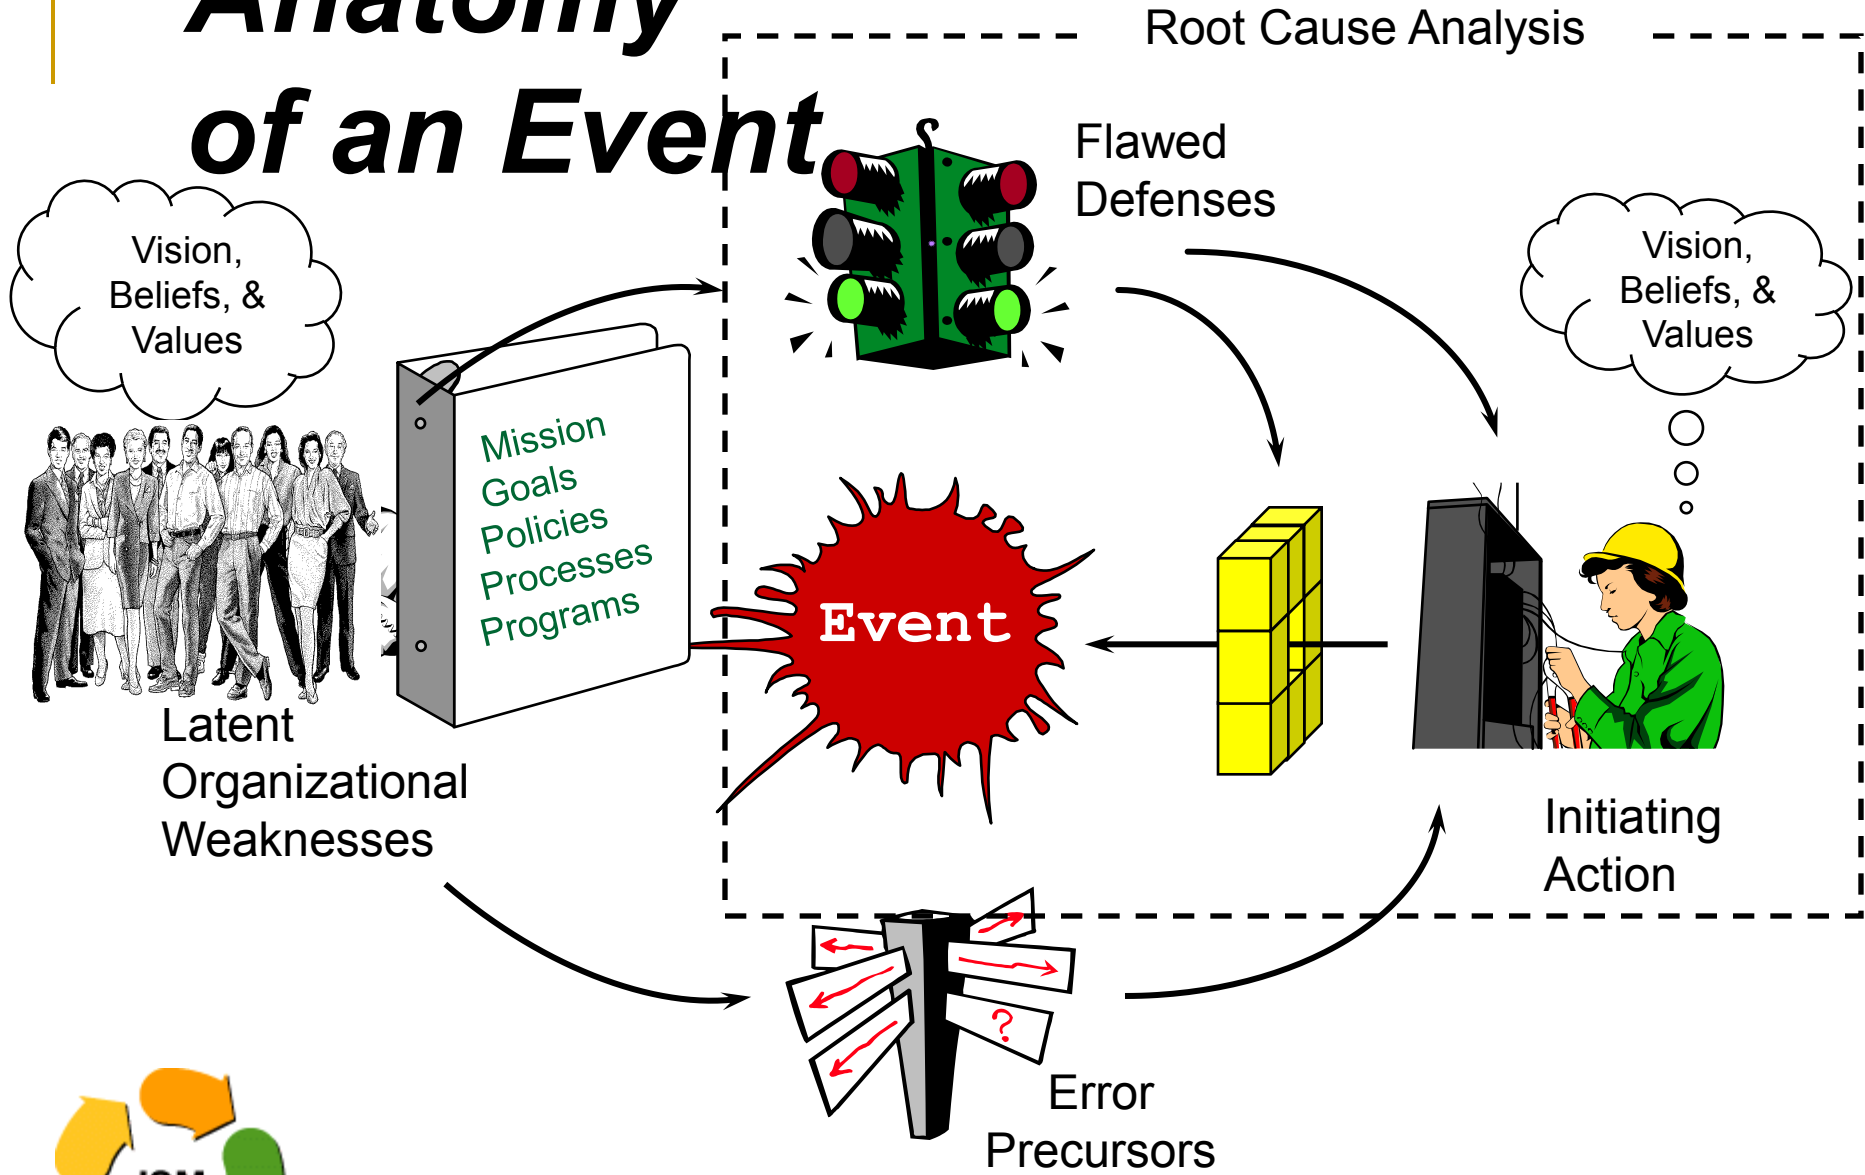 Anatomy
of an Event
Root Cause Analysis
Flawed
Defenses
Vision,
Beliefs, &
Values
Vision,
Beliefs, &
Values
Mission
Goals
Policies
Processes
Programs
Event
Latent
Organizational
Weaknesses
Initiating
Action
?
Error
Precursors